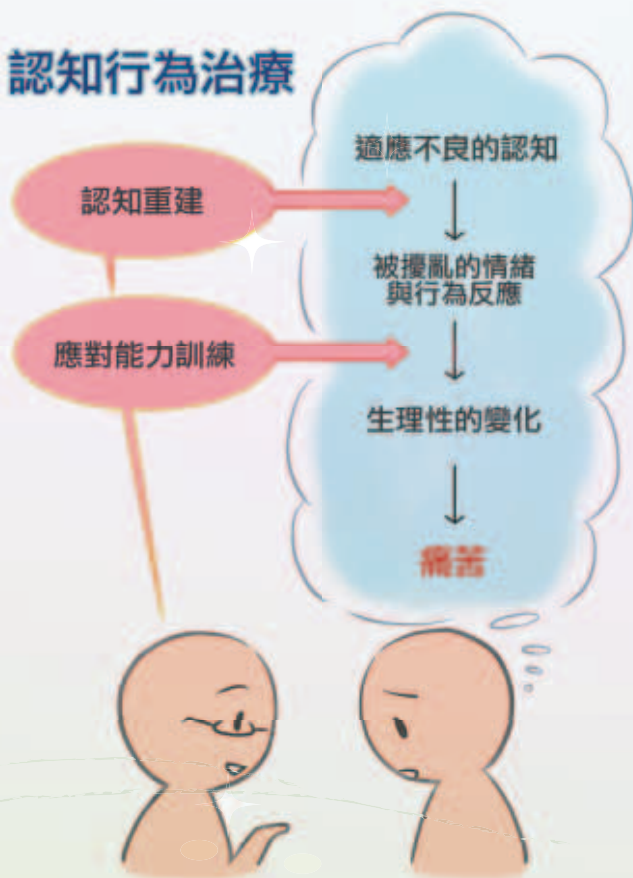 認知行為治療
認知重建
應對能力訓練
適應不良的認知
被擾亂的情緒
與行為反應
生理性的變化
痛苦